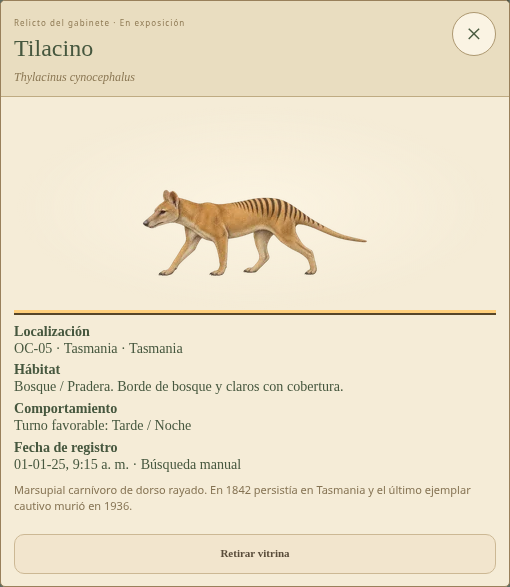 Relicto del gabinete · En exposición
Tilacino
Thylacinus cynocephalus
Localización
OC-05 · Tasmania · Tasmania
Hábitat
Bosque / Pradera. Borde de bosque y claros con cobertura.
Comportamiento
Turno favorable: Tarde / Noche
Fecha de registro
01-01-25, 9:15 a. m. · Búsqueda manual
Marsupial carnívoro de dorso rayado. En 1842 persistía en Tasmania y el último ejemplar
cautivo murió en 1936.
Retirar vitrina